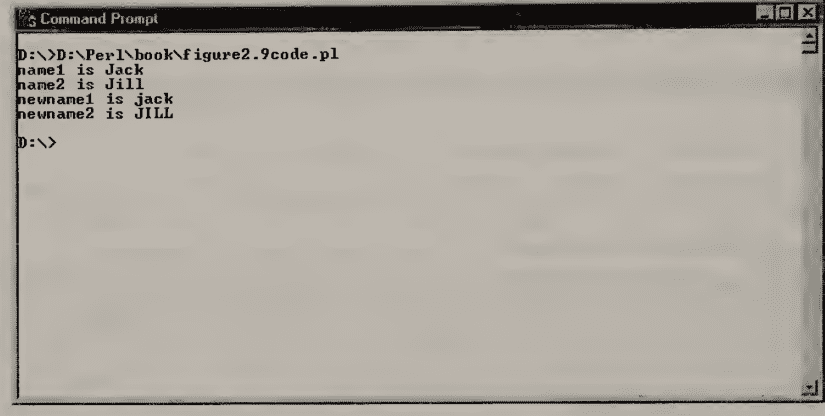 Command Prompt
D:\>D:\Perl\book\figure2.9code.pl
name1 is Jack
name2 is Jill
newname1 is jack
newname2 is JILL
D:\>